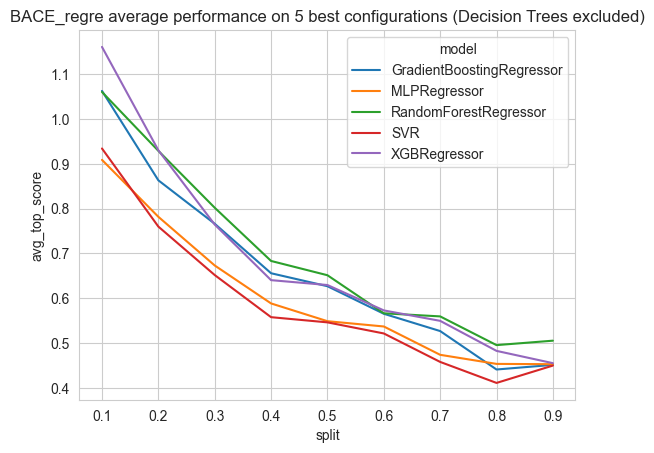 BACE_regre average performance on 5 best configurations (Decision Trees excluded)
model
GradientBoostingRegressor
MLPRegressor
RandomForestRegressor
SVR
XGBRegressor
avg_top_score
1.1
1.0
0.9
0.8
0.7
0.6
0.5
0.4
0.1 0.2 0.3 0.4 0.5 0.6 0.7 0.8 0.9
split